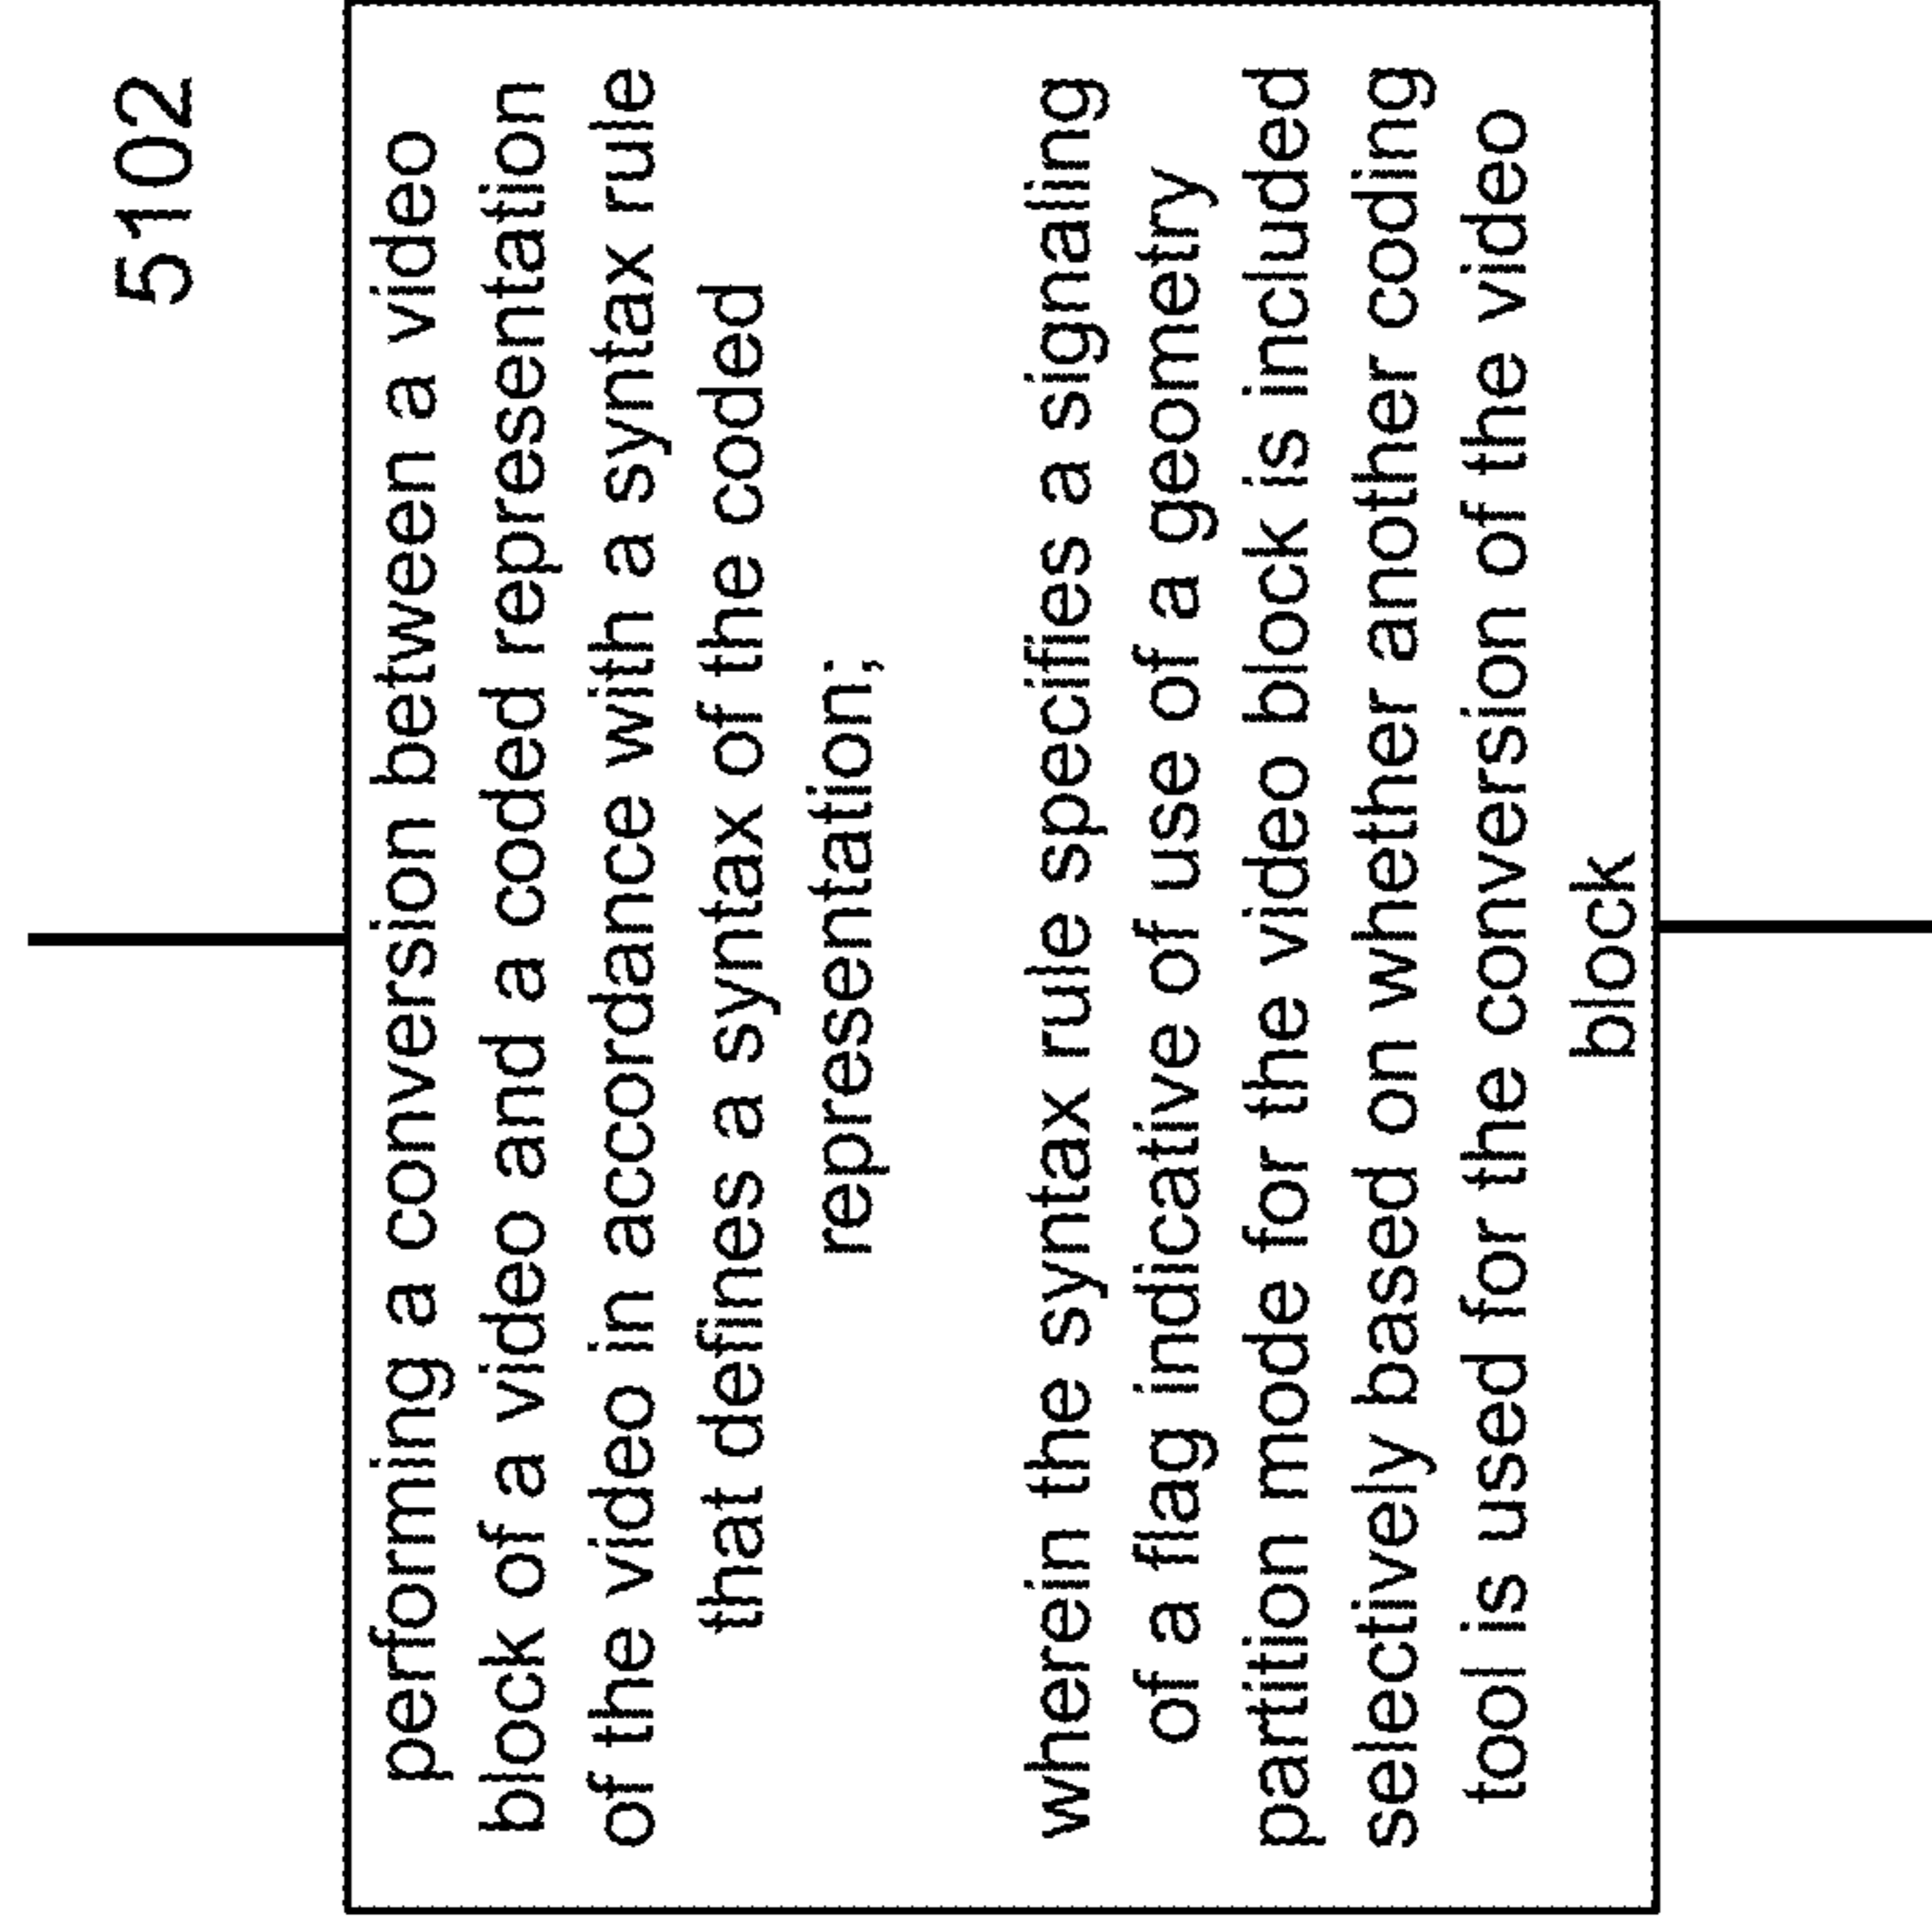 5102
performing a conversion between a video
block of a video and a coded representation
of the video in accordance with a syntax rule
that defines a syntax of the coded
representation;
wherein the syntax rule specifies a signaling
of a flag indicative of use of a geometry
partition mode for the video block is included
selectively based on whether another coding
tool is used for the conversion of the video
block